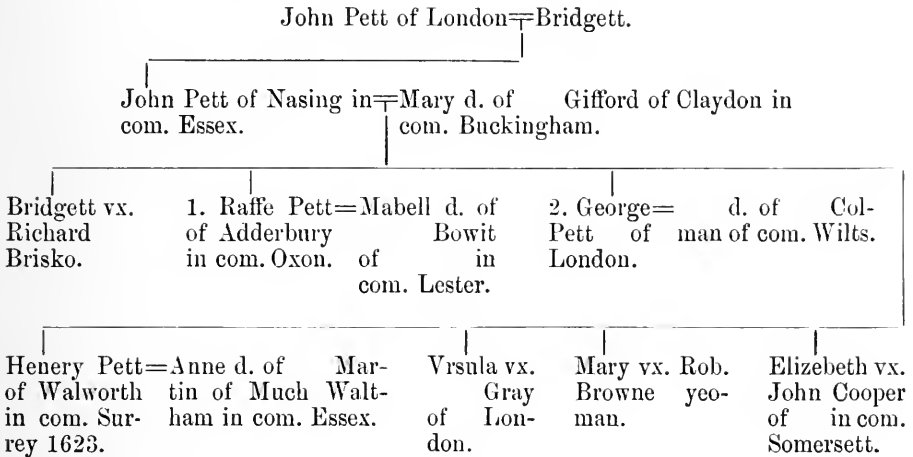 John Pett of London=Bridgett.
John Pett of Nasing in=Mary d. of Gifford of Claydon in
com. Essex. com. Buckingham.
Bridgett vx.
Richard
Brisko.
1. Raffe Pett=Mabell d. of
of Adderbury Bowit
in com. Oxon. of in
com. Lester.
2. George= d. of Col-
Pett of man of com. Wilts.
London.
Henery Pett=Anne d. of Mar-
of Walworth tin of Much Walt-
in com. Sur- ham in com. Essex.
rey 1623.
Vrsula vx.
Gray
of Lon-
don.
Mary vx. Rob.
Browne yeo-
man.
Elizebeth vx.
John Cooper
of in com.
Somersett.